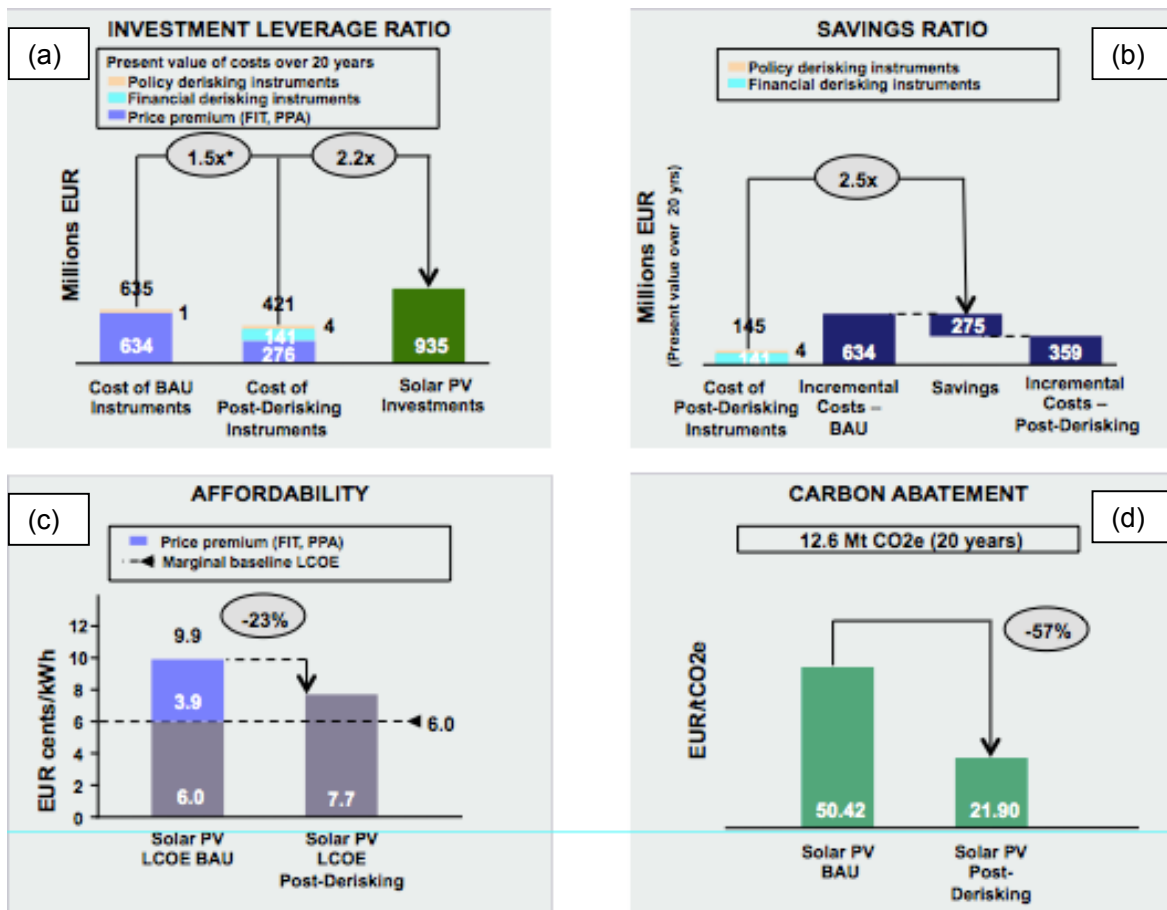 (a)
INVESTMENT LEVERAGE RATIO
Present value of costs over 20 years
Policy derisking instruments
Financial derisking instruments
Price premium (FIT, PPA)
1.5x*
2.2x
Millions EUR
635
1
634
421
4
141
276
935
Cost of BAU
Instruments
Cost of
Post-Derisking
Instruments
Solar PV
Investments
(b)
SAVINGS RATIO
Policy derisking instruments
Financial derisking instruments
2.5x
Millions EUR
(Present value over 20 yrs)
145
4
141
634
275
359
Cost of
Post-Derisking
Instruments
Incremental
Costs –
BAU
Savings
Incremental
Costs –
Post-Derisking
(c)
AFFORDABILITY
Price premium (FIT, PPA)
Marginal baseline LCOE
-23%
EUR cents/kWh
12
10
8
6
4
2
0
9.9
3.9
6.0
7.7
6.0
Solar PV
LCOE BAU
Solar PV
LCOE
Post-Derisking
(d)
CARBON ABATEMENT
12.6 Mt CO2e (20 years)
-57%
EUR/tCO2e
50.42
21.90
Solar PV
BAU
Solar PV
Post-
Derisking